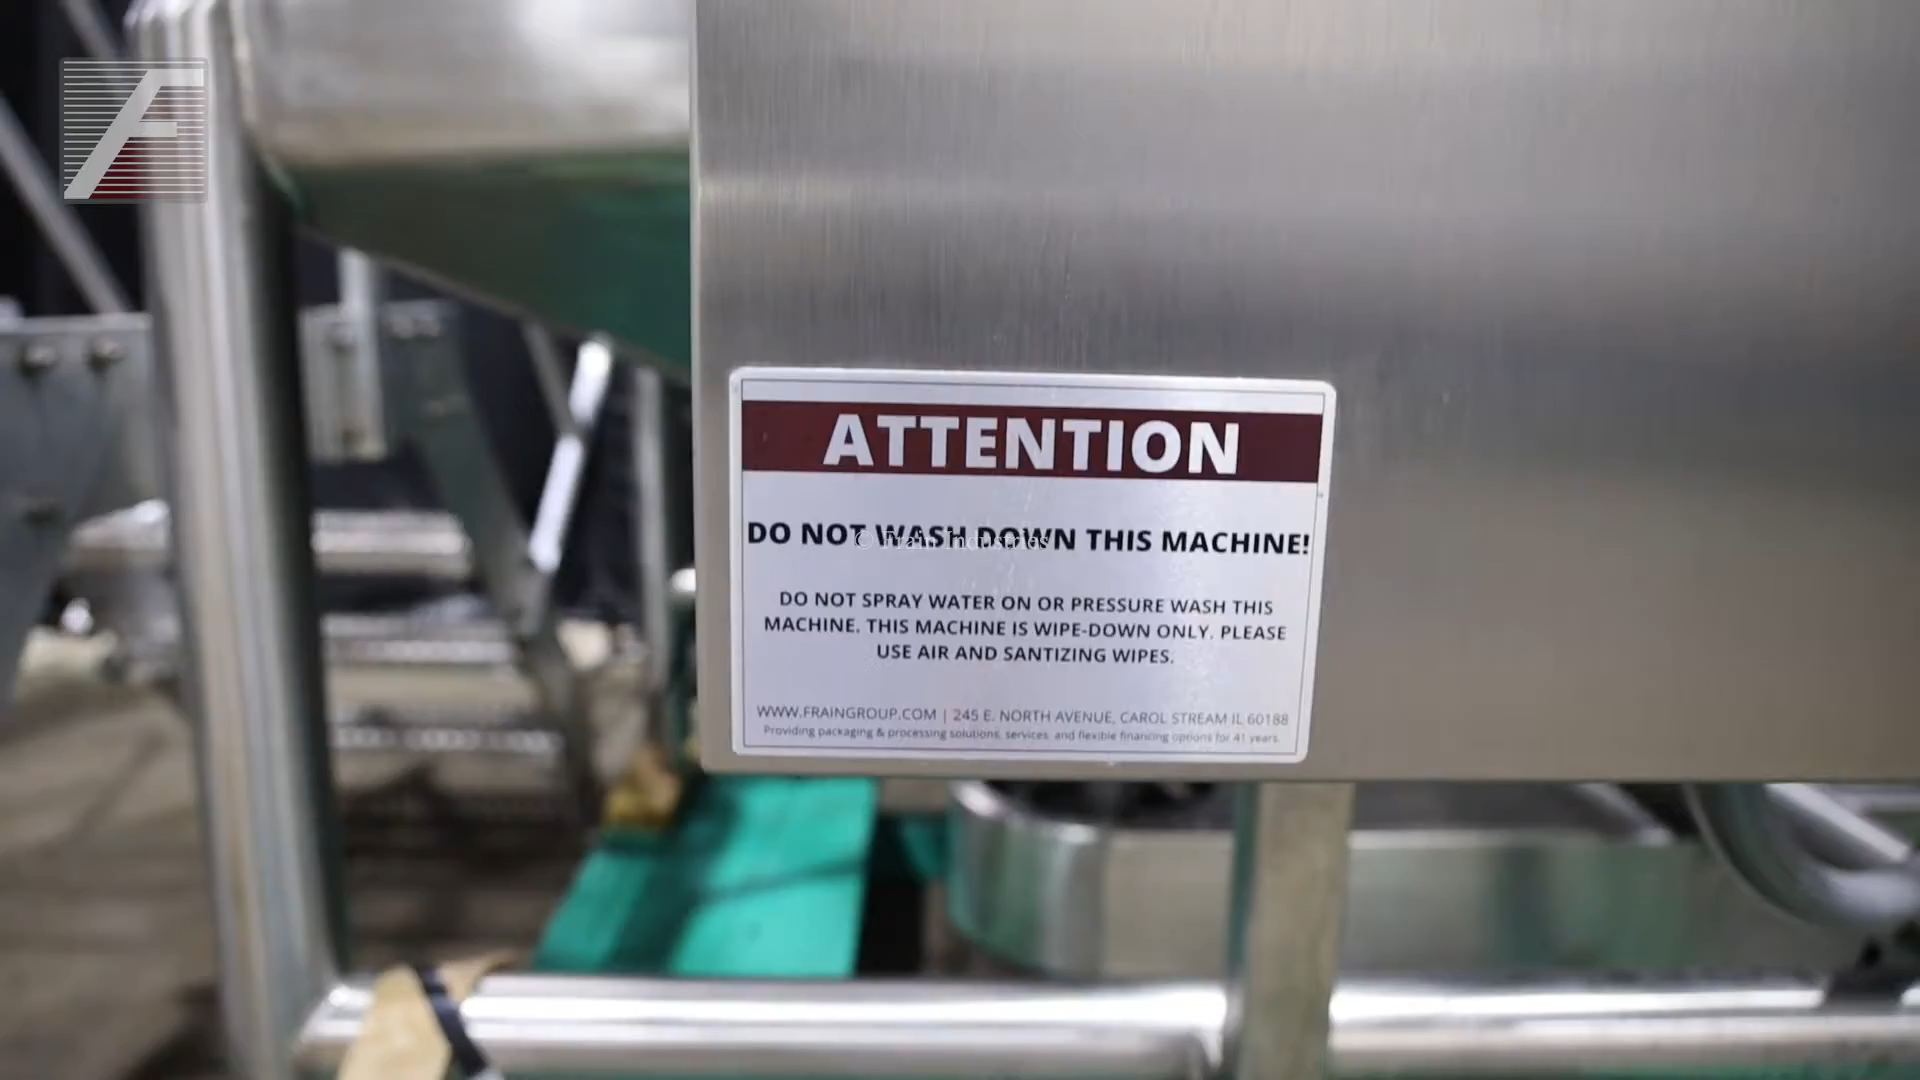 ATTENTION
DO NOT WASH DOWN THIS MACHINE!
© Frain Industries
DO NOT SPRAY WATER ON OR PRESSURE WASH THIS
MACHINE. THIS MACHINE IS WIPE-DOWN ONLY. PLEASE
USE AIR AND SANTIZING WIPES.
WWW.FRAINGROUP.COM | 245 E. NORTH AVENUE, CAROL STREAM IL 60188
Providing packaging & processing solutions, services, and flexible financing options for 41 years.